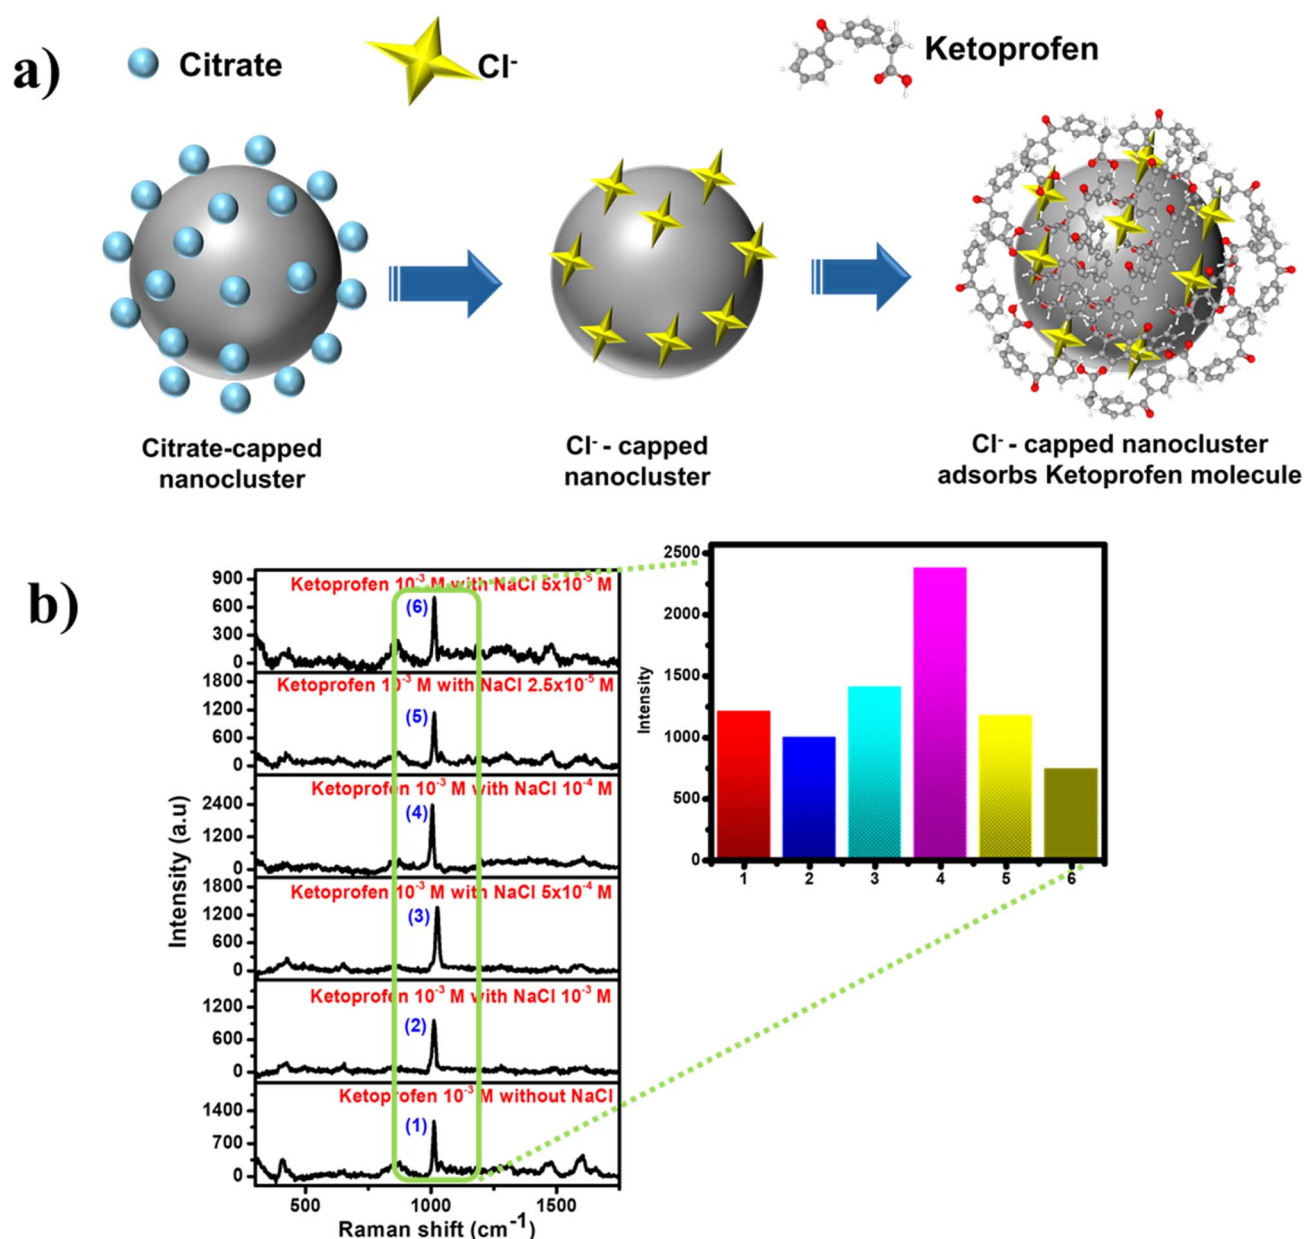 a)
Citrate
Cl⁻
Ketoprofen
Citrate-capped
nanocluster
Cl⁻ - capped
nanocluster
Cl⁻ - capped nanocluster
adsorbs Ketoprofen molecule
b)
Intensity (a.u)
Ketoprofen 10⁻³ M with NaCl 5x10⁻⁵ M
(6)
900
600
300
0
Ketoprofen 10⁻³ M with NaCl 2.5x10⁻⁵ M
(5)
1800
1200
600
0
Ketoprofen 10⁻³ M with NaCl 10⁻⁴ M
(4)
2400
1200
0
Ketoprofen 10⁻³ M with NaCl 5x10⁻⁴ M
(3)
1800
1200
600
0
Ketoprofen 10⁻³ M with NaCl 10⁻³ M
(2)
1200
600
0
Ketoprofen 10⁻³ M without NaCl
(1)
1400
700
0
500 1000 1500
Raman shift (cm⁻¹)
Intensity
2500
2000
1500
1000
500
0
1 2 3 4 5 6